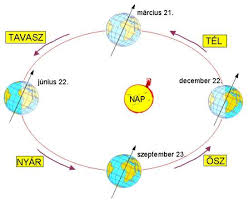 március 21.
TAVASZ
TÉL
június 22.
december 22.
NAP
szeptember 23.
NYÁR
ŐSZ